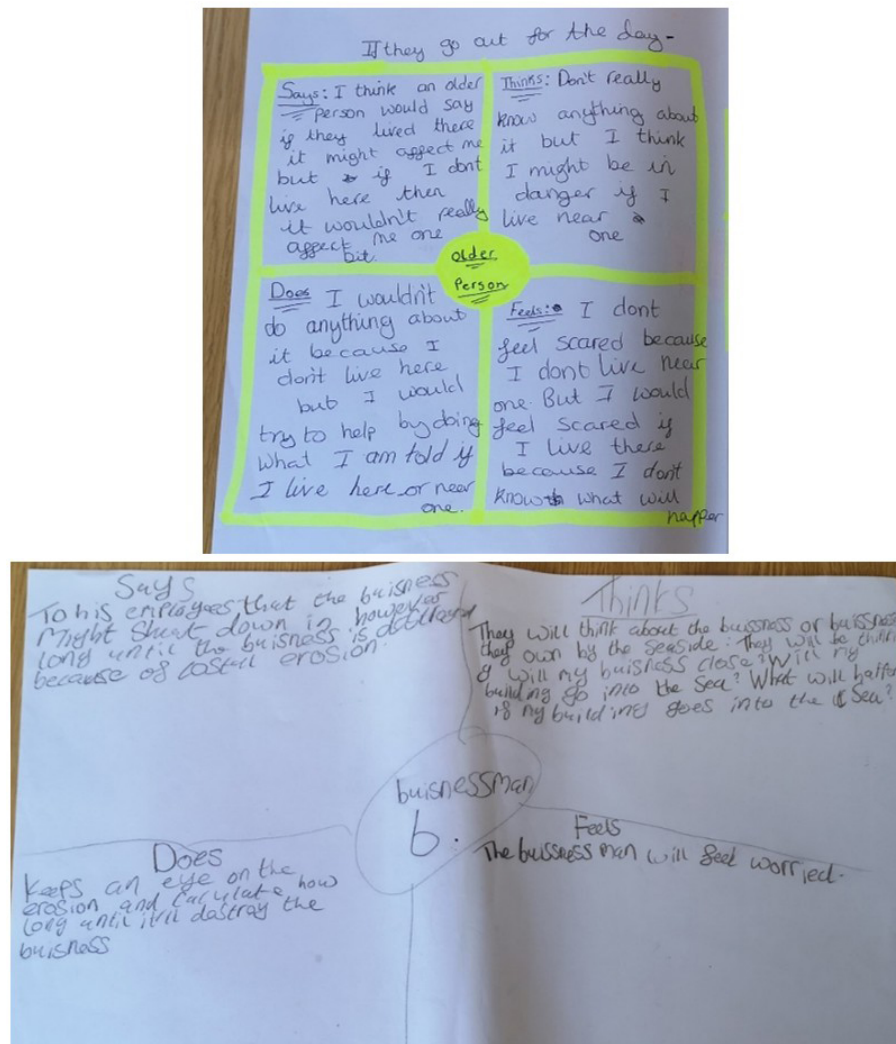 If they go out for the day-
Says: I think an older
person would say
if they lived there
it might affect me
but if I dont
live here then
it wouldn't really
affect me one
bit.
Thinks: Don't really
know anything about
it but I think
I might be in
danger if I
live near
one
Older
Person
Does I wouldn't
do anything about
it because I
don't live here
but I would
try to help by doing
what I am told if
I live here or near
one.
Feels: I dont
feel scared because
I dont live near
one. But I would
feel scared if
I live there
because I don't
know what will
happen
Says
To his employees that the buisness
Might Shut down in however
long until the buisness is
because of costall erosion.
Thinks
They will think about the buissness or buissness
they own by the seaside. They will be
will my buisness close? Will my
building go into the Sea? What will
if my building goes into the Sea?
buisnessman
6.
Does
Keeps an eye on the
erosion and calculate how
long until it'll dastray the
buisness
Feels
The buissness man will feel worried.